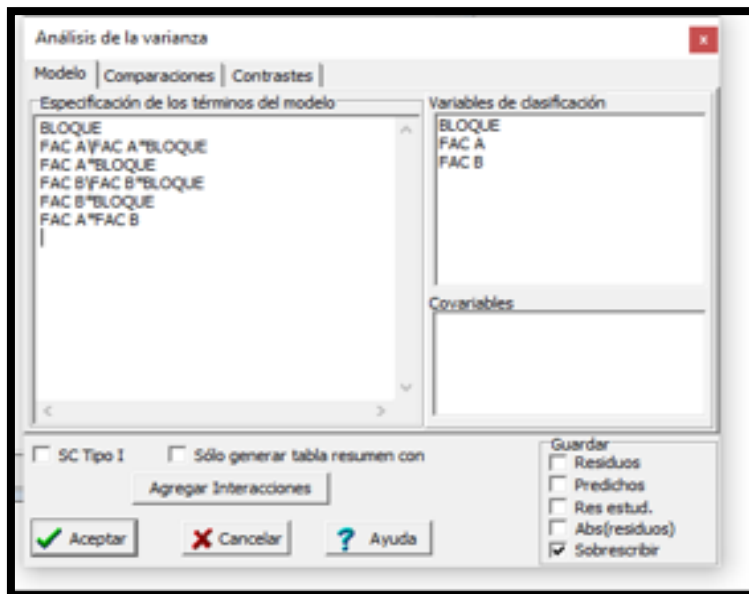 Análisis de la varianza
Modelo
Comparaciones
Contrastes
Especificación de los términos del modelo
BLOQUE
FAC A\FAC A*BLOQUE
FAC A*BLOQUE
FAC B\FAC B*BLOQUE
FAC B*BLOQUE
FAC A*FAC B
Variables de clasificación
BLOQUE
FAC A
FAC B
Covariables
SC Tipo I
Sólo generar tabla resumen con
Agregar Interacciones
Aceptar
Cancelar
Ayuda
Guardar
Residuos
Predichos
Res estud.
Abs(residuos)
Sobrescribir